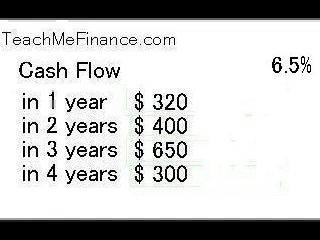 TeachMeFinance.com
Cash Flow 6.5%
in 1 year $ 320
in 2 years $ 400
in 3 years $ 650
in 4 years $ 300